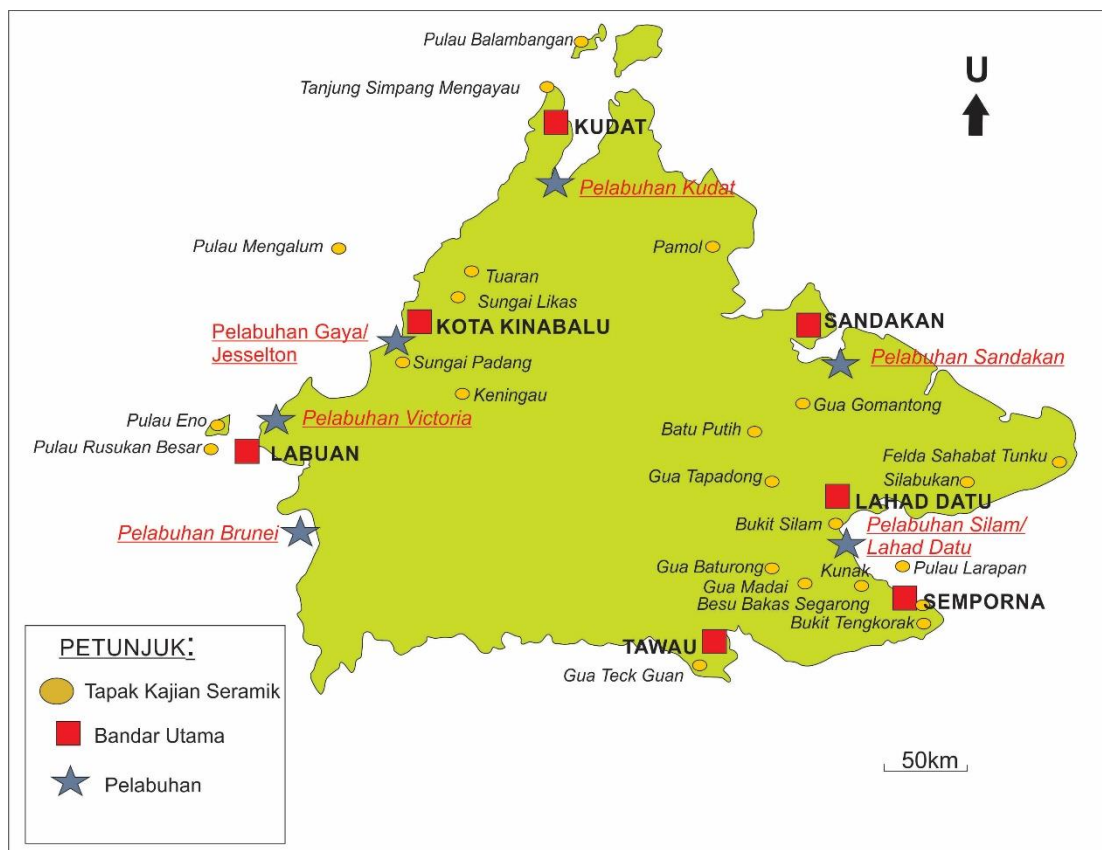 Pulau Balambangan
U
Tanjung Simpang Mengayau
KUDAT
Pelabuhan Kudat
Pulau Mengalum
Pamol
Tuaran
Sungai Likas
Pelabuhan Gaya/
Jesselton
KOTA KINABALU
SANDAKAN
Sungai Padang
Pelabuhan Sandakan
Keningau
Gua Gomantong
Pulau Eno
Pelabuhan Victoria
Batu Putih
Pulau Rusukan Besar
LABUAN
Felda Sahabat Tunku
Gua Tapadong
Silabukan
LAHAD DATU
Bukit Silam
Pelabuhan Silam/
Lahad Datu
Pelabuhan Brunei
Gua Baturong
Kunak
Pulau Larapan
Gua Madai
Besu Bakas Segarong
SEMPORNA
Bukit Tengkorak
TAWAU
Gua Teck Guan
PETUNJUK:
Tapak Kajian Seramik
Bandar Utama
Pelabuhan
50km